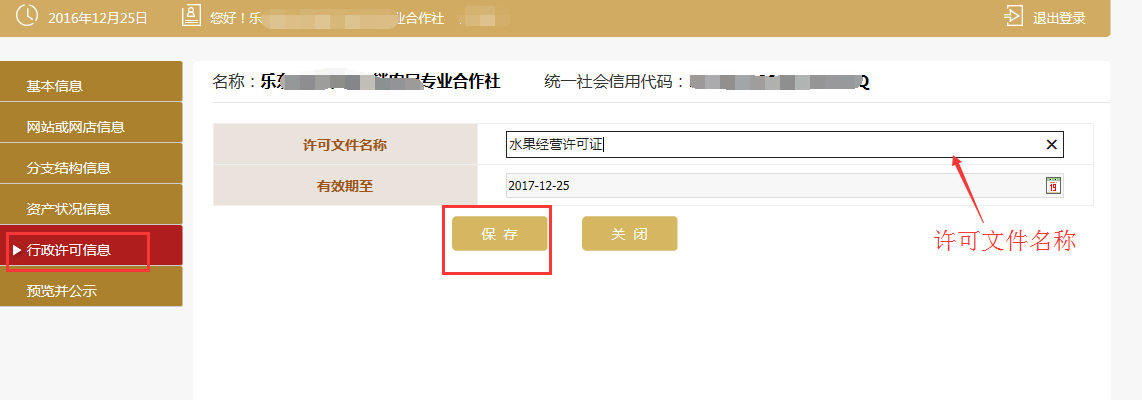 2016年12月25日 您好！乐 专业合作社 退出登录
基本信息
网站或网店信息
分支结构信息
资产状况信息
行政许可信息
预览并公示
名称：乐东 农民专业合作社 统一社会信用代码： Q
许可文件名称 水果经营许可证
有效期至 2017-12-25
保 存 关 闭
许可文件名称